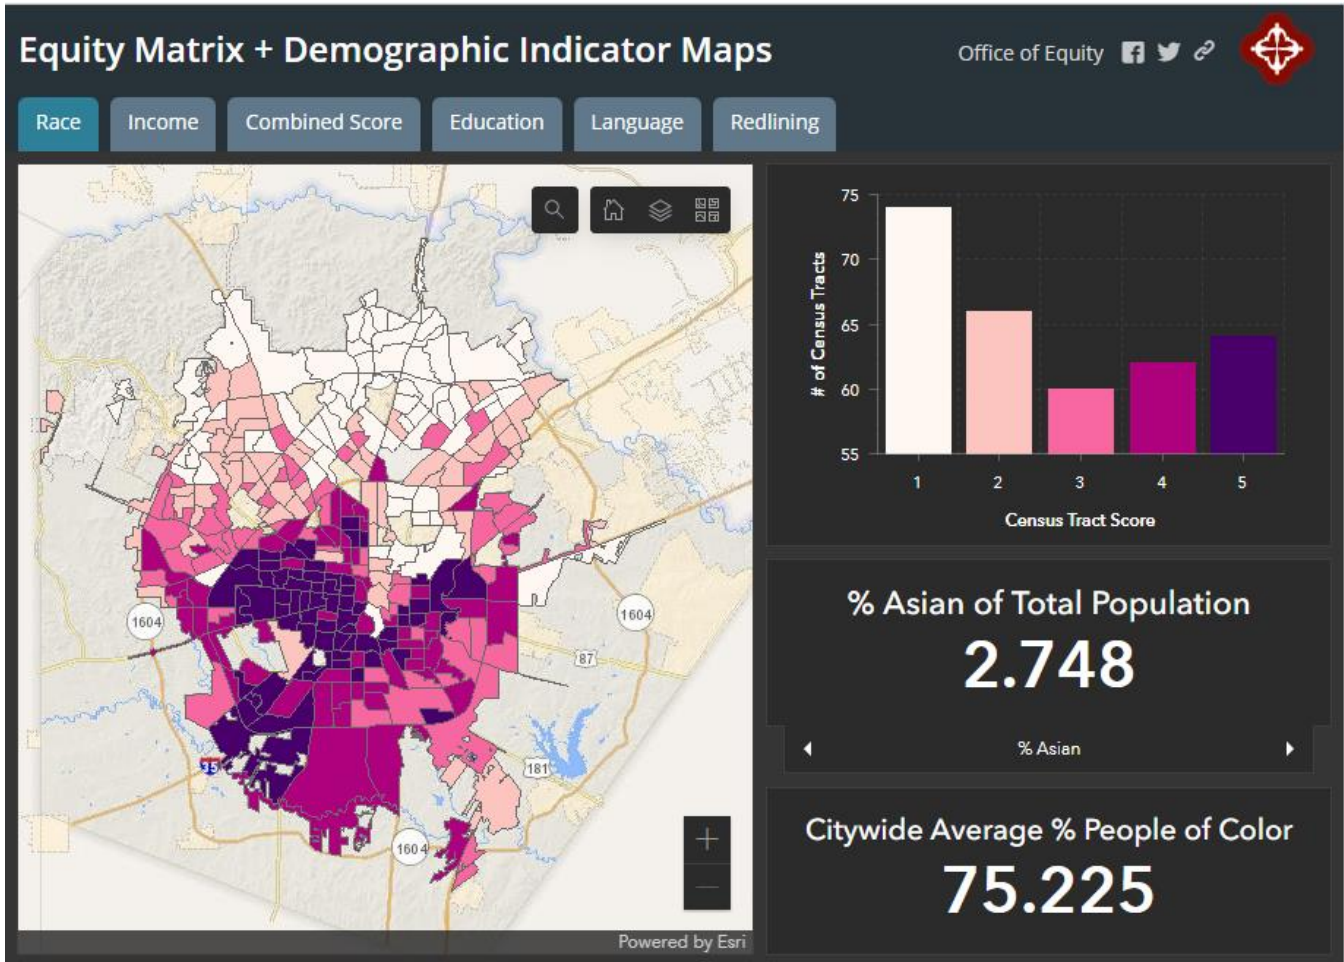 Equity Matrix + Demographic Indicator Maps
Office of Equity
Race
Income
Combined Score
Education
Language
Redlining
1604
1604
87
35
181
1604
Powered by Esri
75
70
65
60
55
# of Census Tracts
1 2 3 4 5
Census Tract Score
% Asian of Total Population
2.748
% Asian
Citywide Average % People of Color
75.225